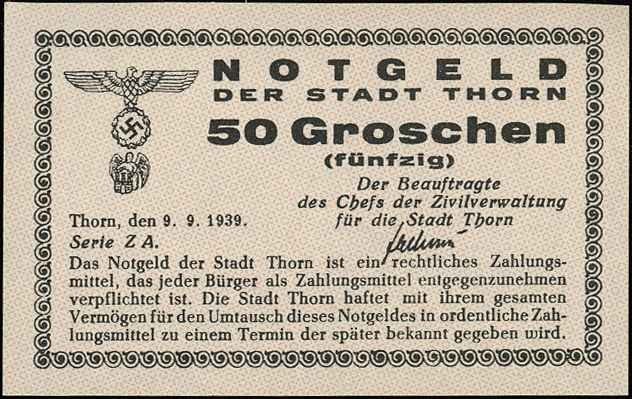 NOTGELD
DER STADT THORN
50 Groschen
(fünfzig)
Der Beauftragte
des Chefs der Zivilverwaltung
für die Stadt Thorn
Thorn, den 9. 9. 1939.
Serie Z A.
Das Notgeld der Stadt Thorn ist ein rechtliches Zahlungs-
mittel, das jeder Bürger als Zahlungsmittel entgegenzunehmen
verpflichtet ist. Die Stadt Thorn haftet mit ihrem gesamten
Vermögen für den Umtausch dieses Notgeldes in ordentliche Zah-
lungsmittel zu einem Termin der später bekannt gegeben wird.